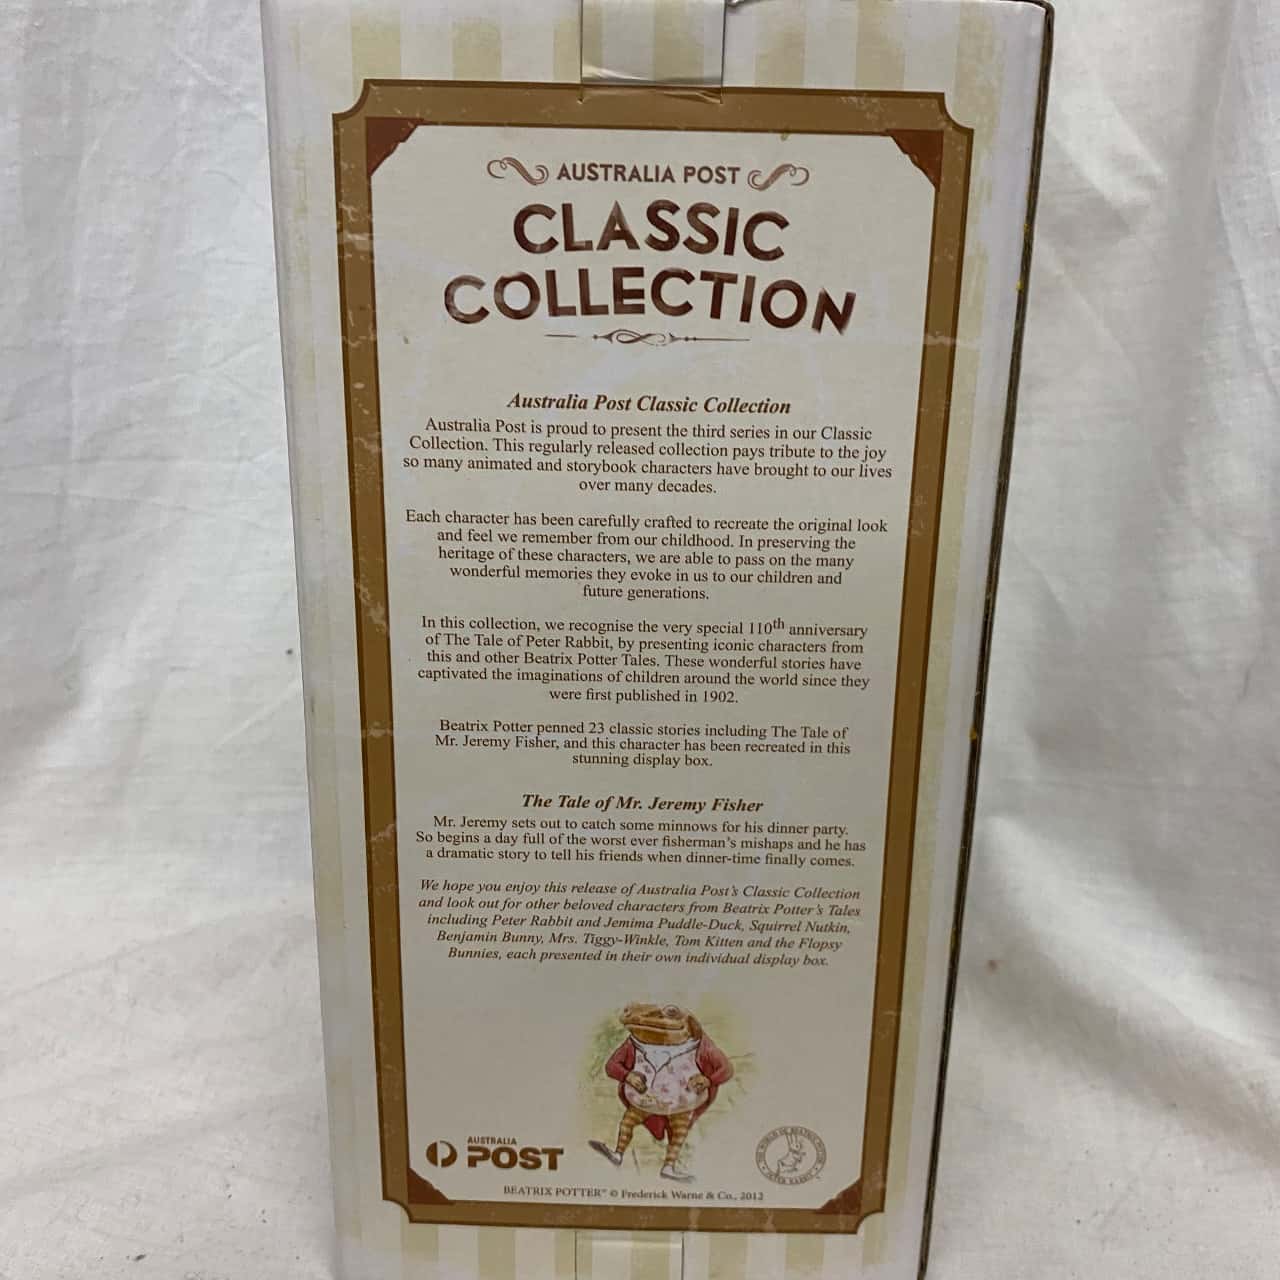 AUSTRALIA POST
CLASSIC
COLLECTION
Australia Post Classic Collection
Australia Post is proud to present the third series in our Classic
Collection. This regularly released collection pays tribute to the joy
so many animated and storybook characters have brought to our lives
over many decades.
Each character has been carefully crafted to recreate the original look
and feel we remember from our childhood. In preserving the
heritage of these characters, we are able to pass on the many
wonderful memories they evoke in us to our children and
future generations.
In this collection, we recognise the very special 110th anniversary
of The Tale of Peter Rabbit, by presenting iconic characters from
this and other Beatrix Potter Tales. These wonderful stories have
captivated the imaginations of children around the world since they
were first published in 1902.
Beatrix Potter penned 23 classic stories including The Tale of
Mr. Jeremy Fisher, and this character has been recreated in this
stunning display box.
The Tale of Mr. Jeremy Fisher
Mr. Jeremy sets out to catch some minnows for his dinner party.
So begins a day full of the worst ever fisherman's mishaps and he has
a dramatic story to tell his friends when dinner-time finally comes.
We hope you enjoy this release of Australia Post's Classic Collection
and look out for other beloved characters from Beatrix Potter's Tales
including Peter Rabbit and Jemima Puddle-Duck, Squirrel Nutkin,
Benjamin Bunny, Mrs. Tiggy-Winkle, Tom Kitten and the Flopsy
Bunnies, each presented in their own individual display box.
AUSTRALIA
POST
THE WORLD OF BEATRIX POTTER
PETER RABBIT
BEATRIX POTTER™ © Frederick Warne & Co., 2012